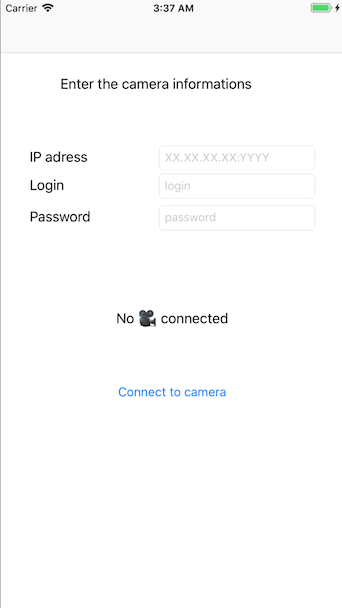 Carrier 3:37 AM
Enter the camera informations
IP adress XX.XX.XX.XX:YYYY
Login login
Password password
No 🎥 connected
Connect to camera